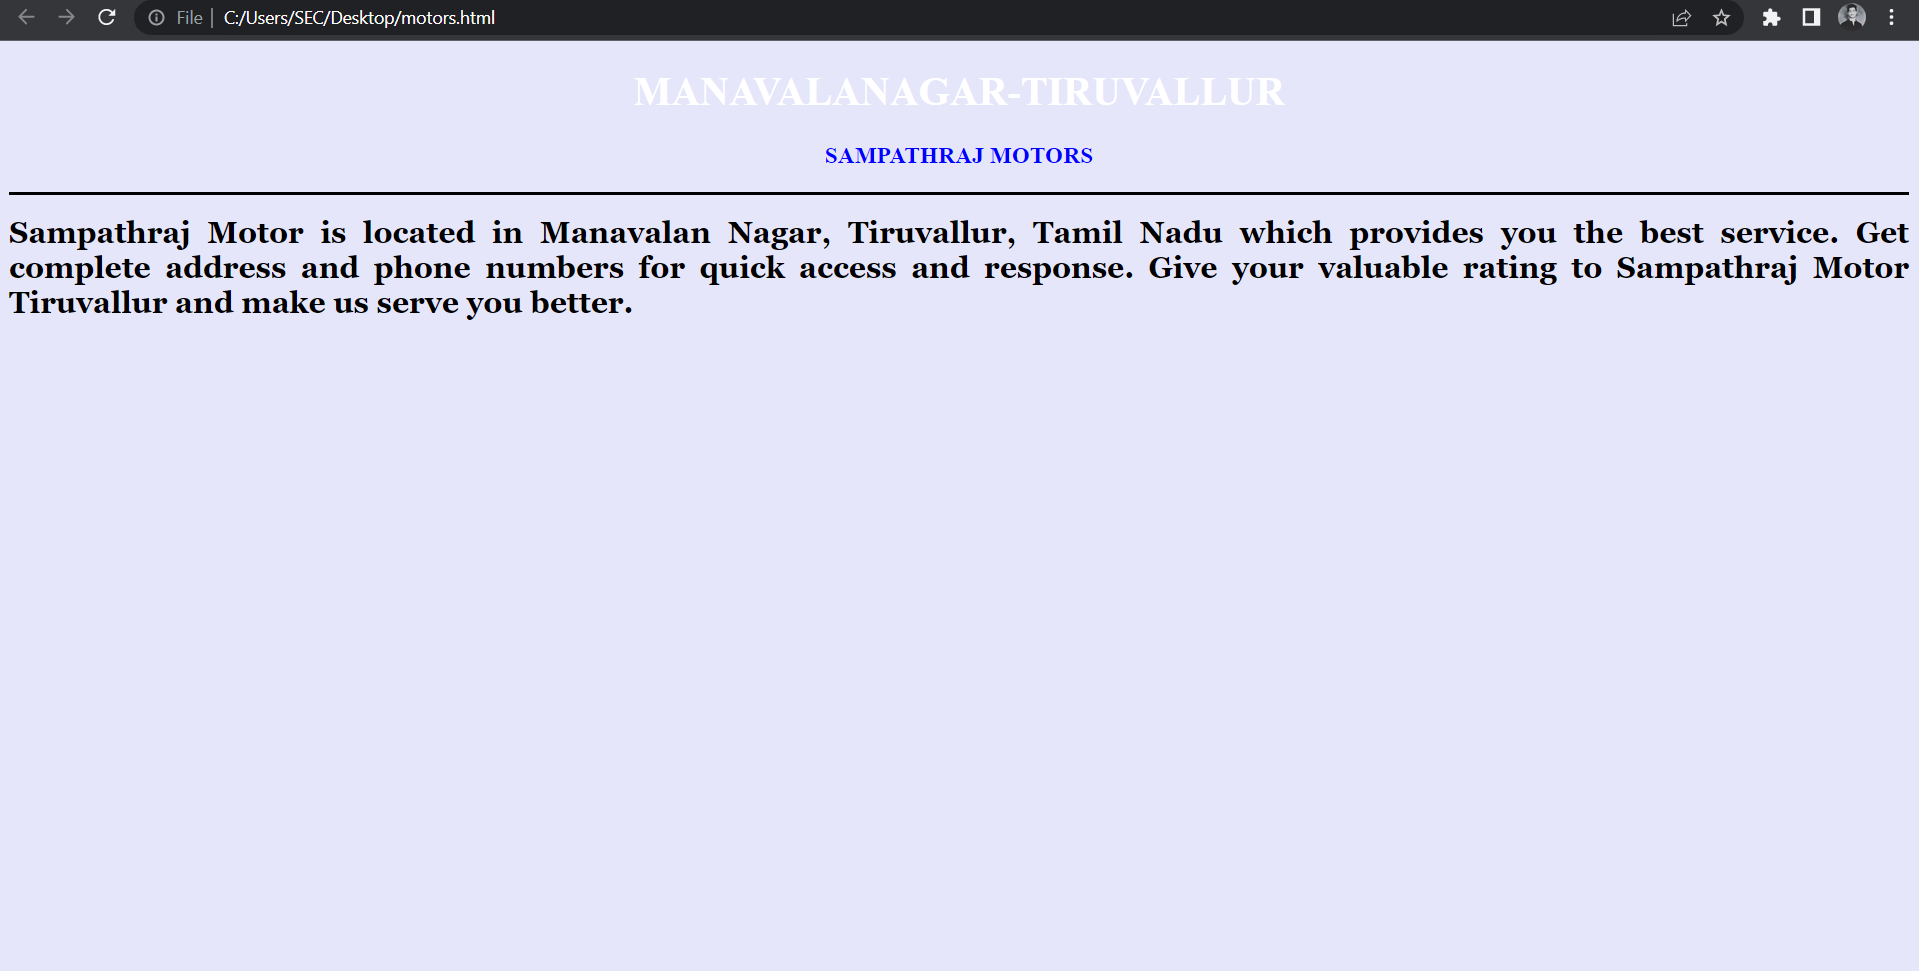 File | C:/Users/SEC/Desktop/motors.html
MANAVALANAGAR-TIRUVALLUR
SAMPATHRAJ MOTORS
Sampathraj Motor is located in Manavalan Nagar, Tiruvallur, Tamil Nadu which provides you the best service. Get
complete address and phone numbers for quick access and response. Give your valuable rating to Sampathraj Motor
Tiruvallur and make us serve you better.